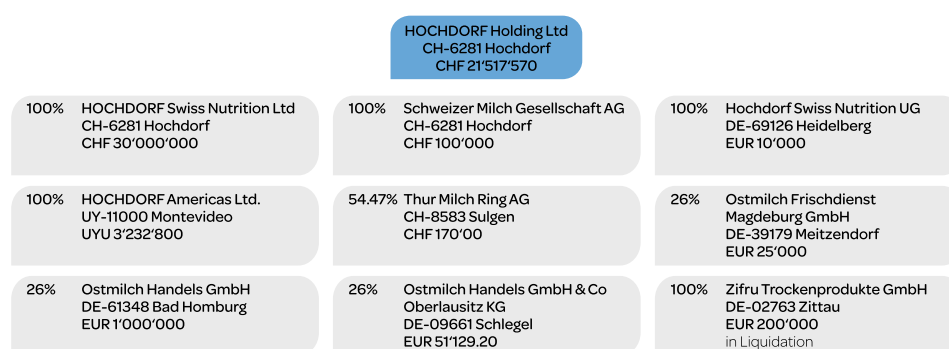 HOCHDORF Holding Ltd
CH-6281 Hochdorf
CHF 21‘517‘570
100% HOCHDORF Swiss Nutrition Ltd
CH-6281 Hochdorf
CHF 30‘000‘000
100% Schweizer Milch Gesellschaft AG
CH-6281 Hochdorf
CHF 100‘000
100% Hochdorf Swiss Nutrition UG
DE-69126 Heidelberg
EUR 10‘000
100% HOCHDORF Americas Ltd.
UY-11000 Montevideo
UYU 3‘232‘800
54.47% Thur Milch Ring AG
CH-8583 Sulgen
CHF 170‘00
26% Ostmilch Frischdienst
Magdeburg GmbH
DE-39179 Meitzendorf
EUR 25‘000
26% Ostmilch Handels GmbH
DE-61348 Bad Homburg
EUR 1‘000‘000
26% Ostmilch Handels GmbH & Co
Oberlausitz KG
DE-09661 Schlegel
EUR 51‘129.20
100% Zifru Trockenprodukte GmbH
DE-02763 Zittau
EUR 200‘000
in Liquidation